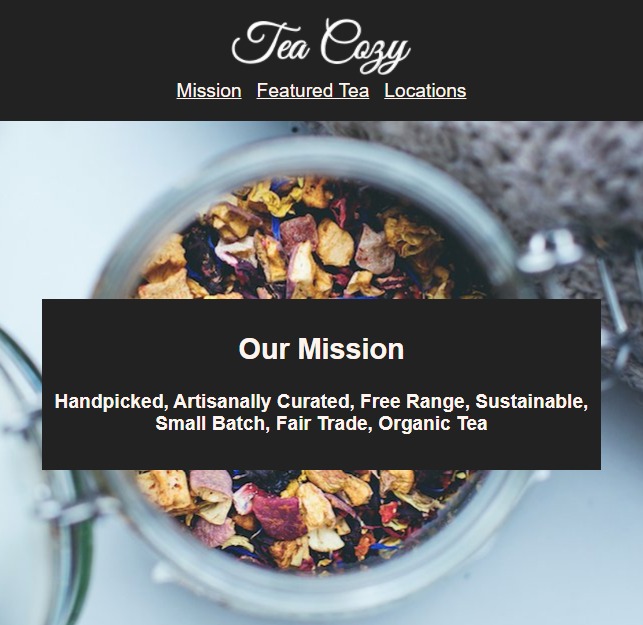 Tea Cozy
Mission Featured Tea Locations
Our Mission
Handpicked, Artisanally Curated, Free Range, Sustainable,
Small Batch, Fair Trade, Organic Tea